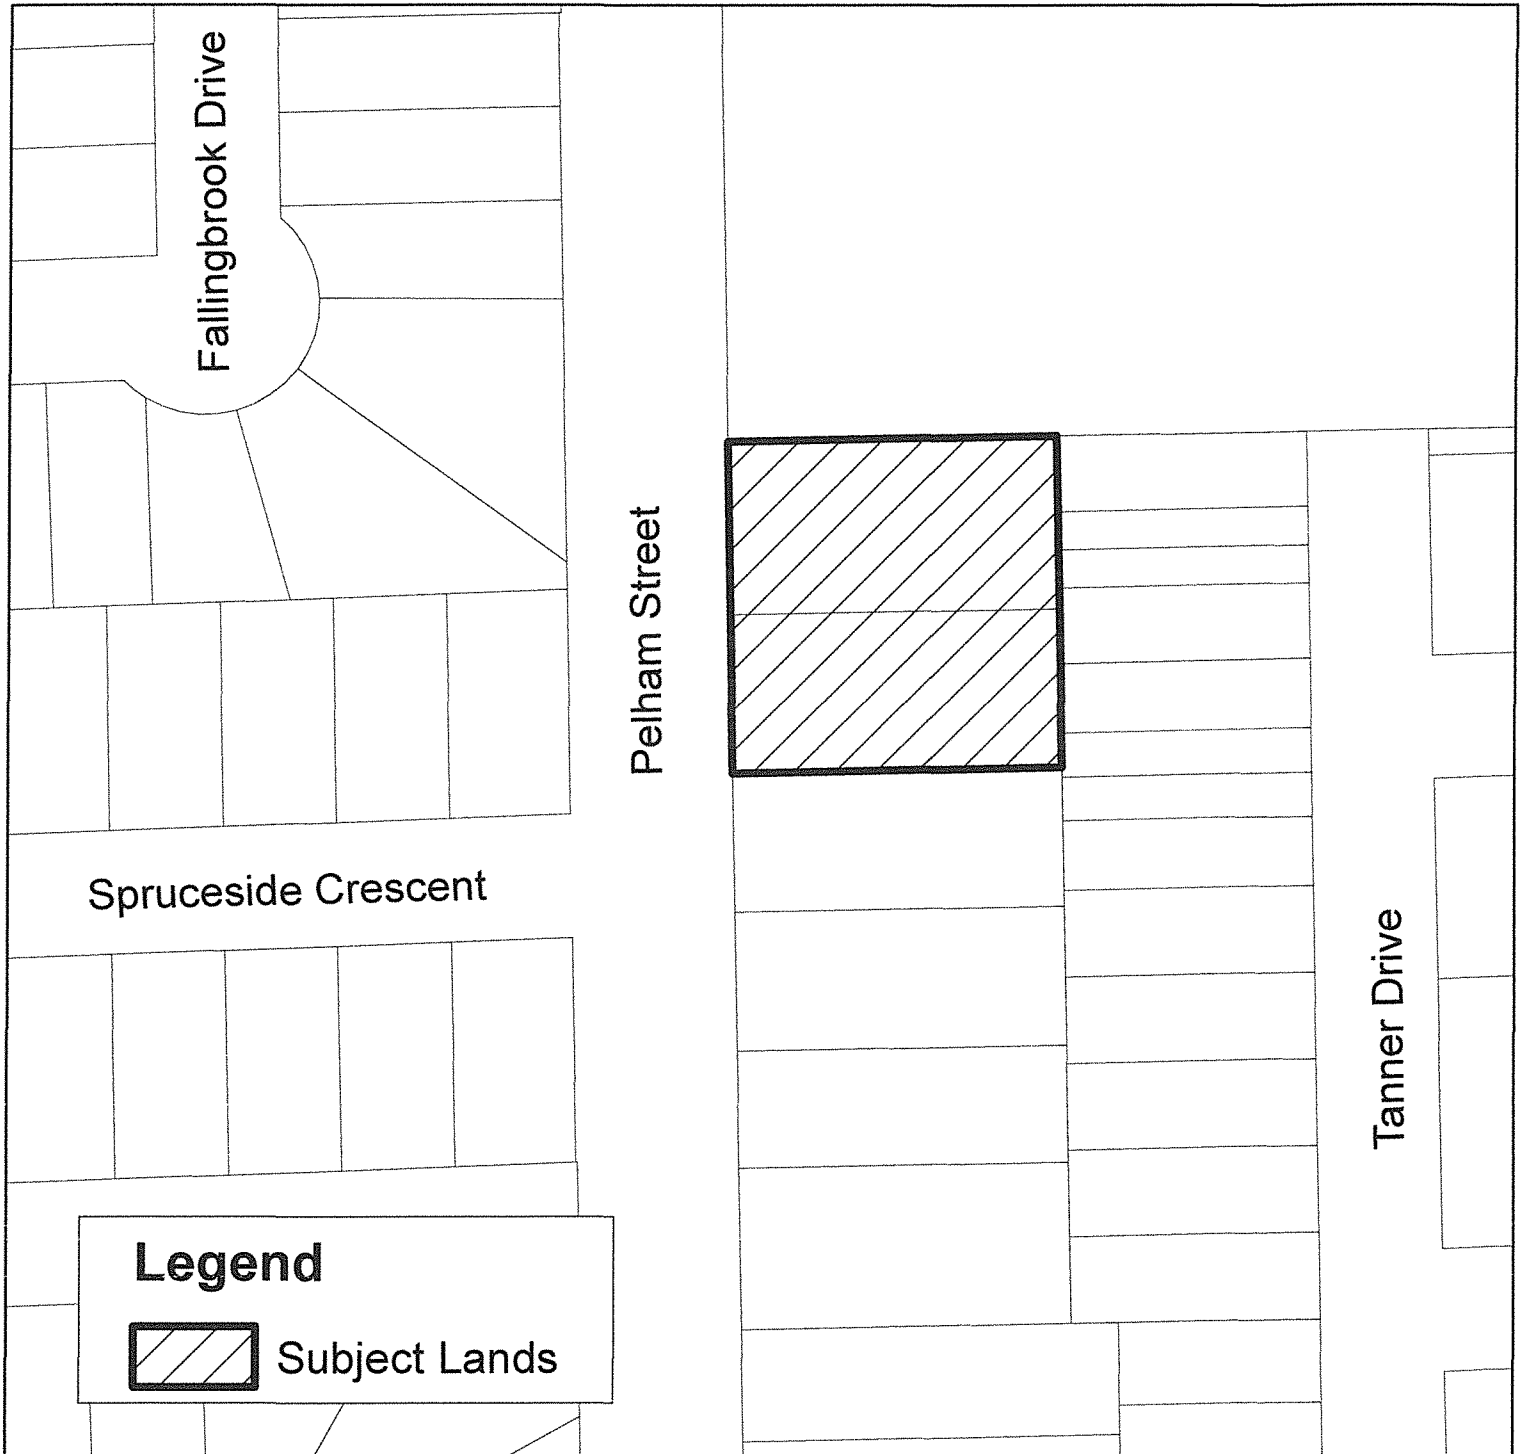 Fallingbrook Drive
Pelham Street
Spruceside Crescent
Tanner Drive
Legend
Subject Lands